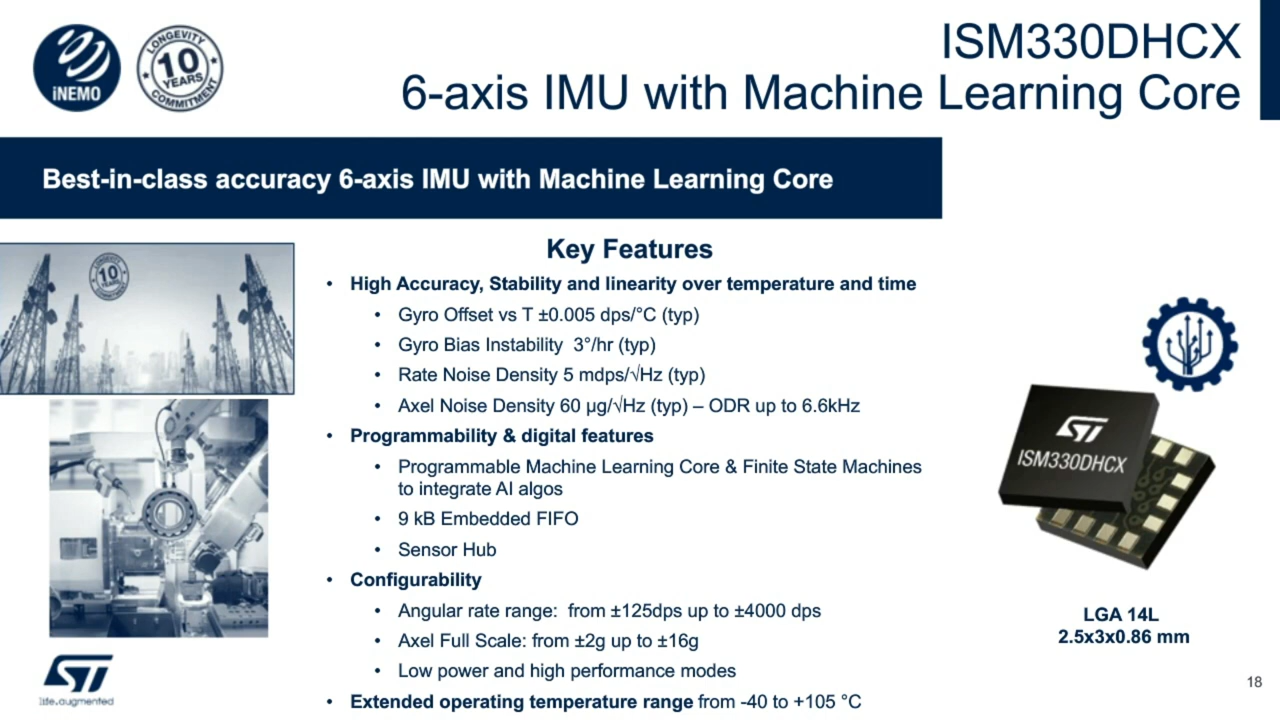 iNEMO
LONGEVITY
10
YEARS
COMMITMENT
ISM330DHCX
6-axis IMU with Machine Learning Core
Best-in-class accuracy 6-axis IMU with Machine Learning Core
LONGEVITY
10
YEARS
COMMITMENT
Key Features
• High Accuracy, Stability and linearity over temperature and time
• Gyro Offset vs T ±0.005 dps/°C (typ)
• Gyro Bias Instability 3°/hr (typ)
• Rate Noise Density 5 mdps/√Hz (typ)
• Axel Noise Density 60 µg/√Hz (typ) – ODR up to 6.6kHz
• Programmability & digital features
• Programmable Machine Learning Core & Finite State Machines
to integrate AI algos
• 9 kB Embedded FIFO
• Sensor Hub
• Configurability
• Angular rate range: from ±125dps up to ±4000 dps
• Axel Full Scale: from ±2g up to ±16g
• Low power and high performance modes
• Extended operating temperature range from -40 to +105 °C
ST
ISM330DHCX
LGA 14L
2.5x3x0.86 mm
ST
life.augmented
18